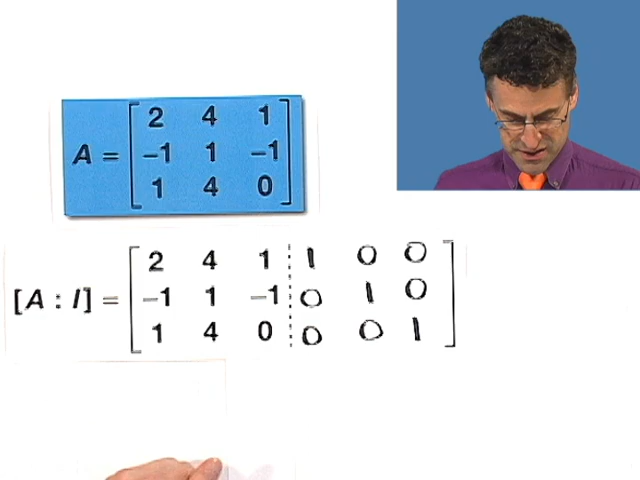 2 4 1
A = –1 1 –1
1 4 0
2 4 1 1 0 0
[A : I] = –1 1 –1 0 1 0
1 4 0 0 0 1